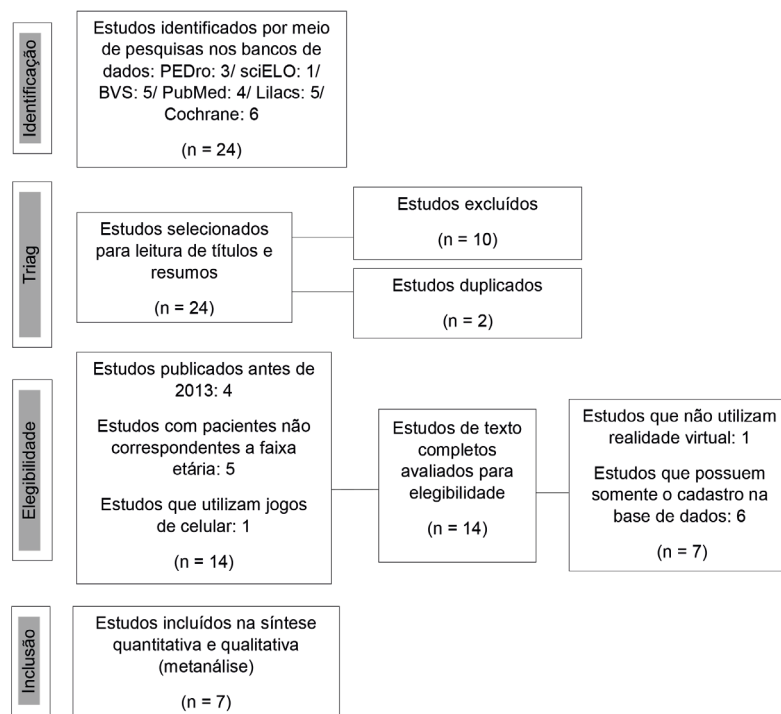 Identificação
Estudos identificados por meio
de pesquisas nos bancos de
dados: PEDro: 3/ sciELO: 1/
BVS: 5/ PubMed: 4/ Lilacs: 5/
Cochrane: 6
(n = 24)
Triag
Estudos selecionados
para leitura de títulos e
resumos
(n = 24)
Estudos excluídos
(n = 10)
Estudos duplicados
(n = 2)
Elegibilidade
Estudos publicados antes de
2013: 4
Estudos com pacientes não
correspondentes a faixa
etária: 5
Estudos que utilizam jogos
de celular: 1
(n = 14)
Estudos de texto
completos
avaliados para
elegibilidade
(n = 14)
Estudos que não utilizam
realidade virtual: 1
Estudos que possuem
somente o cadastro na
base de dados: 6
(n = 7)
Inclusão
Estudos incluídos na síntese
quantitativa e qualitativa
(metanálise)
(n = 7)